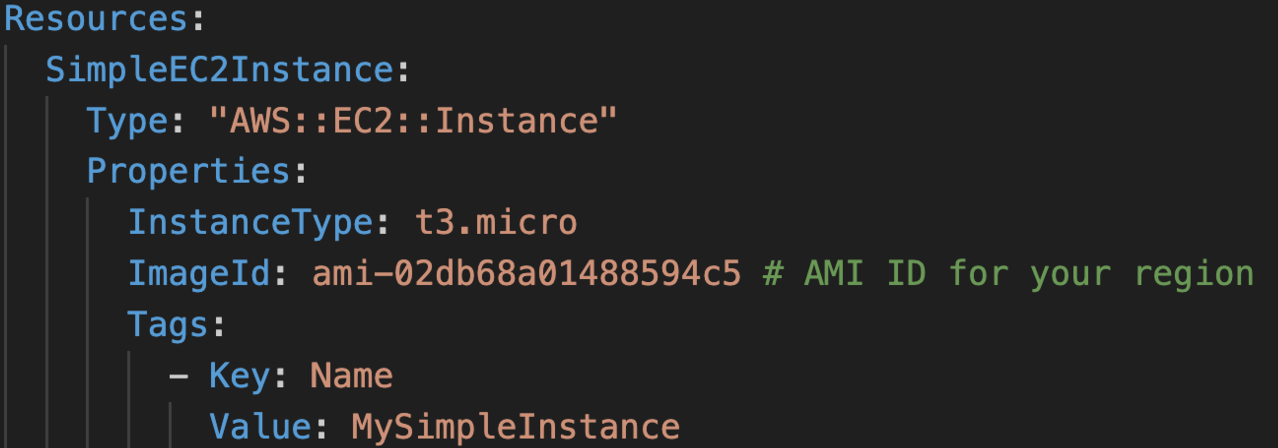 Resources:
  SimpleEC2Instance:
    Type: "AWS::EC2::Instance"
    Properties:
      InstanceType: t3.micro
      ImageId: ami-02db68a01488594c5 # AMI ID for your region
      Tags:
        - Key: Name
          Value: MySimpleInstance